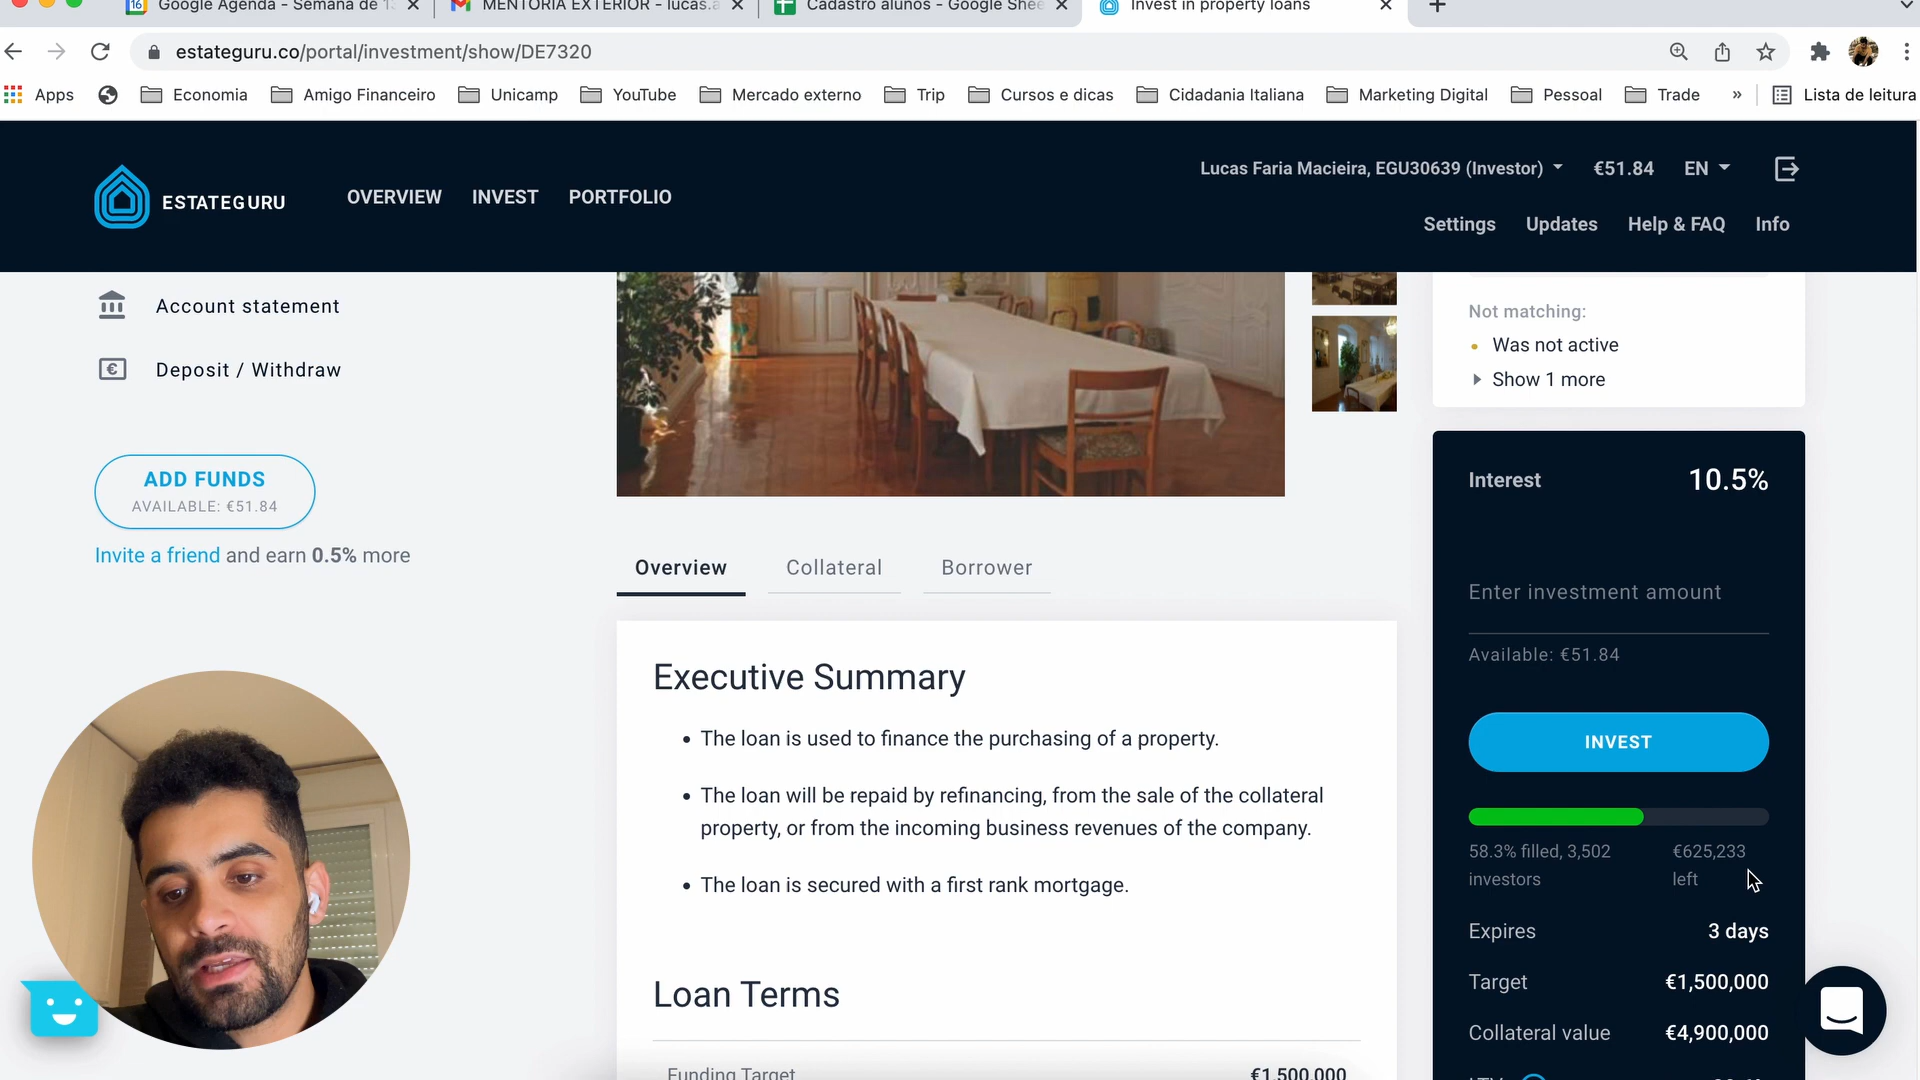 16 Google Agenda - Semana de 13
MENTORIA EXTERIOR - lucas.a
Cadastro alunos - Google Shee
Invest in property loans
estateguru.co/portal/investment/show/DE7320
Apps
Economia
Amigo Financeiro
Unicamp
YouTube
Mercado externo
Trip
Cursos e dicas
Cidadania Italiana
Marketing Digital
Pessoal
Trade
»
Lista de leitura
ESTATEGURU
OVERVIEW
INVEST
PORTFOLIO
Lucas Faria Macieira, EGU30639 (Investor)
€51.84
EN
Settings
Updates
Help & FAQ
Info
Account statement
Deposit / Withdraw
ADD FUNDS
AVAILABLE: €51.84
Invite a friend and earn 0.5% more
Overview
Collateral
Borrower
Executive Summary
• The loan is used to finance the purchasing of a property.
• The loan will be repaid by refinancing, from the sale of the collateral
property, or from the incoming business revenues of the company.
• The loan is secured with a first rank mortgage.
Loan Terms
Funding Target €1,500,000
Not matching:
• Was not active
Show 1 more
Interest 10.5%
Enter investment amount
Available: €51.84
INVEST
58.3% filled, 3,502
investors
€625,233
left
Expires 3 days
Target €1,500,000
Collateral value €4,900,000